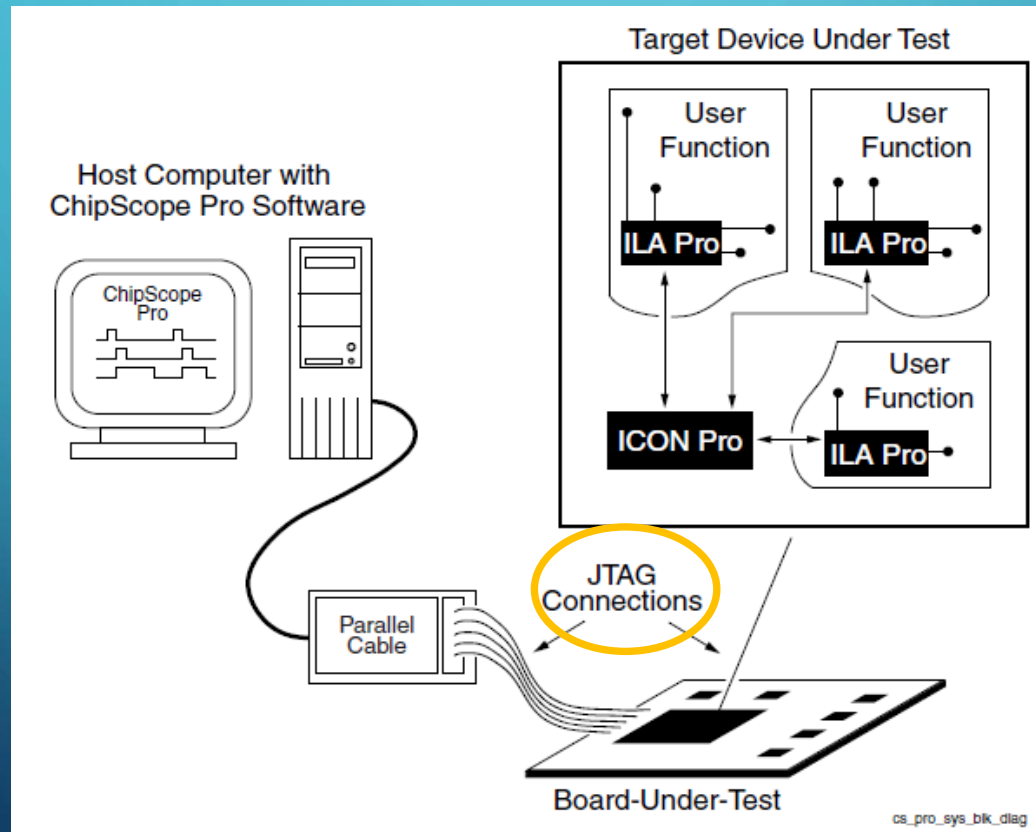 Target Device Under Test
User
Function
ILA Pro
User
Function
ILA Pro
Host Computer with
ChipScope Pro Software
ChipScope
Pro
User
Function
ILA Pro
ICON Pro
JTAG
Connections
Parallel
Cable
Board-Under-Test
cs_pro_sys_blk_diag